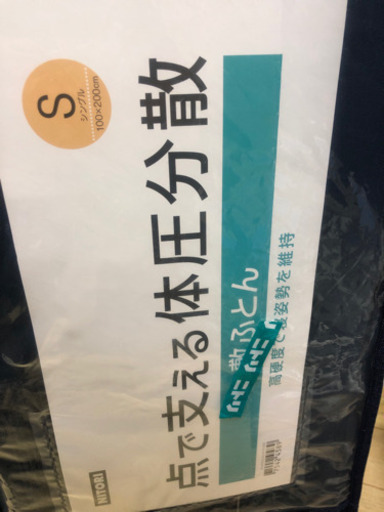 S
シングル
100×200cm
点で支える体圧分散
敷ふとん
高硬度で寝姿勢を維持
NITORI